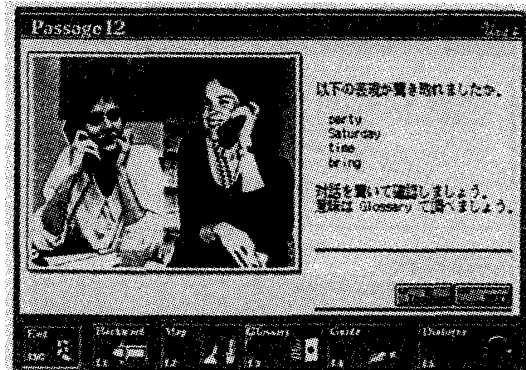 Passage 12
以下の表現が聞き取れましたか。
party
Saturday
time
bring
対話を聞いて確認しましょう。
意味は Glossary で調べましょう。
Exit
Backward
Map
Glossary
Guide
Dialogue
ESC